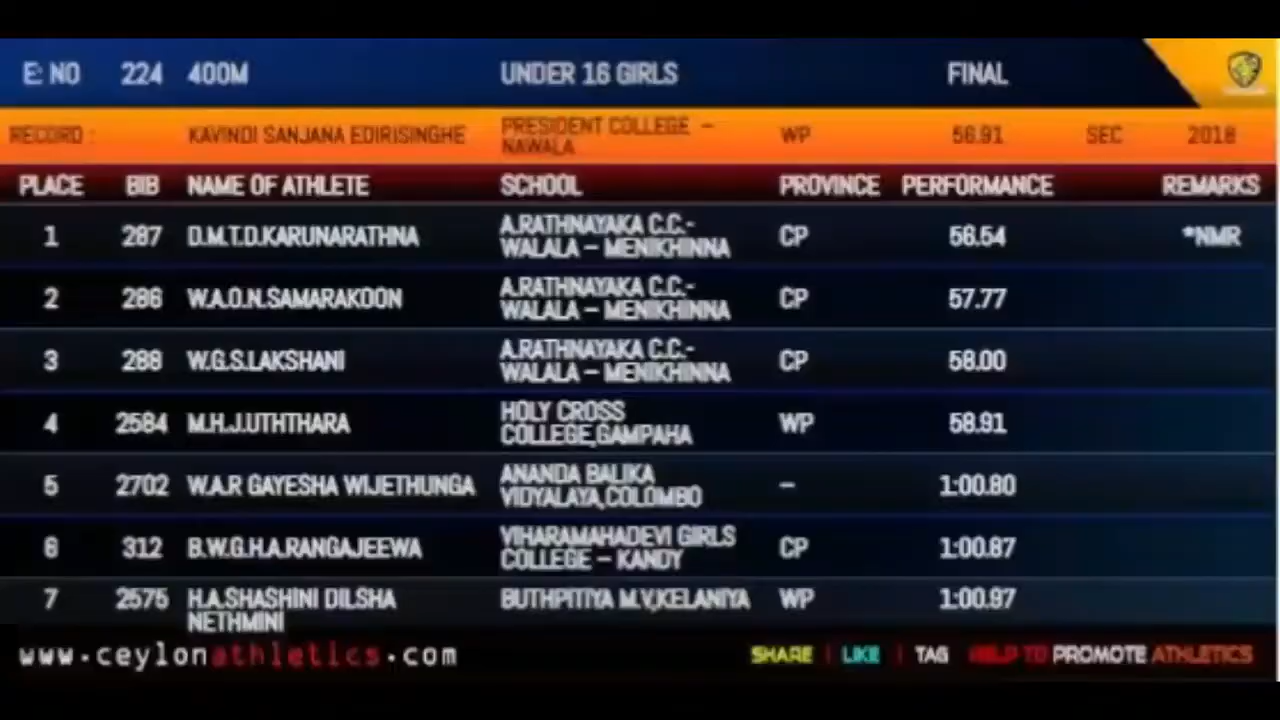 E: NO 224 400M UNDER 16 GIRLS FINAL
RECORD : KAVINDI SANJANA EDIRISINGHE PRESIDENT COLLEGE – NAWALA WP 56.91 SEC 2018
PLACE BIB NAME OF ATHLETE SCHOOL PROVINCE PERFORMANCE REMARKS
1 287 D.M.T.D.KARUNARATHNA A.RATHNAYAKA C.C.- WALALA – MENIKHINNA CP 56.54 *NMR
2 286 W.A.O.N.SAMARAKOON A.RATHNAYAKA C.C.- WALALA – MENIKHINNA CP 57.77
3 288 W.G.S.LAKSHANI A.RATHNAYAKA C.C.- WALALA – MENIKHINNA CP 58.00
4 2584 M.H.J.UTHTHARA HOLY CROSS COLLEGE,GAMPAHA WP 58.91
5 2702 W.A.R GAYESHA WIJETHUNGA ANANDA BALIKA VIDYALAYA,COLOMBO – 1:00.80
6 312 B.W.G.H.A.RANGAJEEWA VIHARAMAHADEVI GIRLS COLLEGE – KANDY CP 1:00.87
7 2575 H.A.SHASHINI DILSHA NETHMINI BUTHPITIYA M.V,KELANIYA WP 1:00.97
www.ceylonathletics.com SHARE | LIKE | TAG HELP TO PROMOTE ATHLETICS